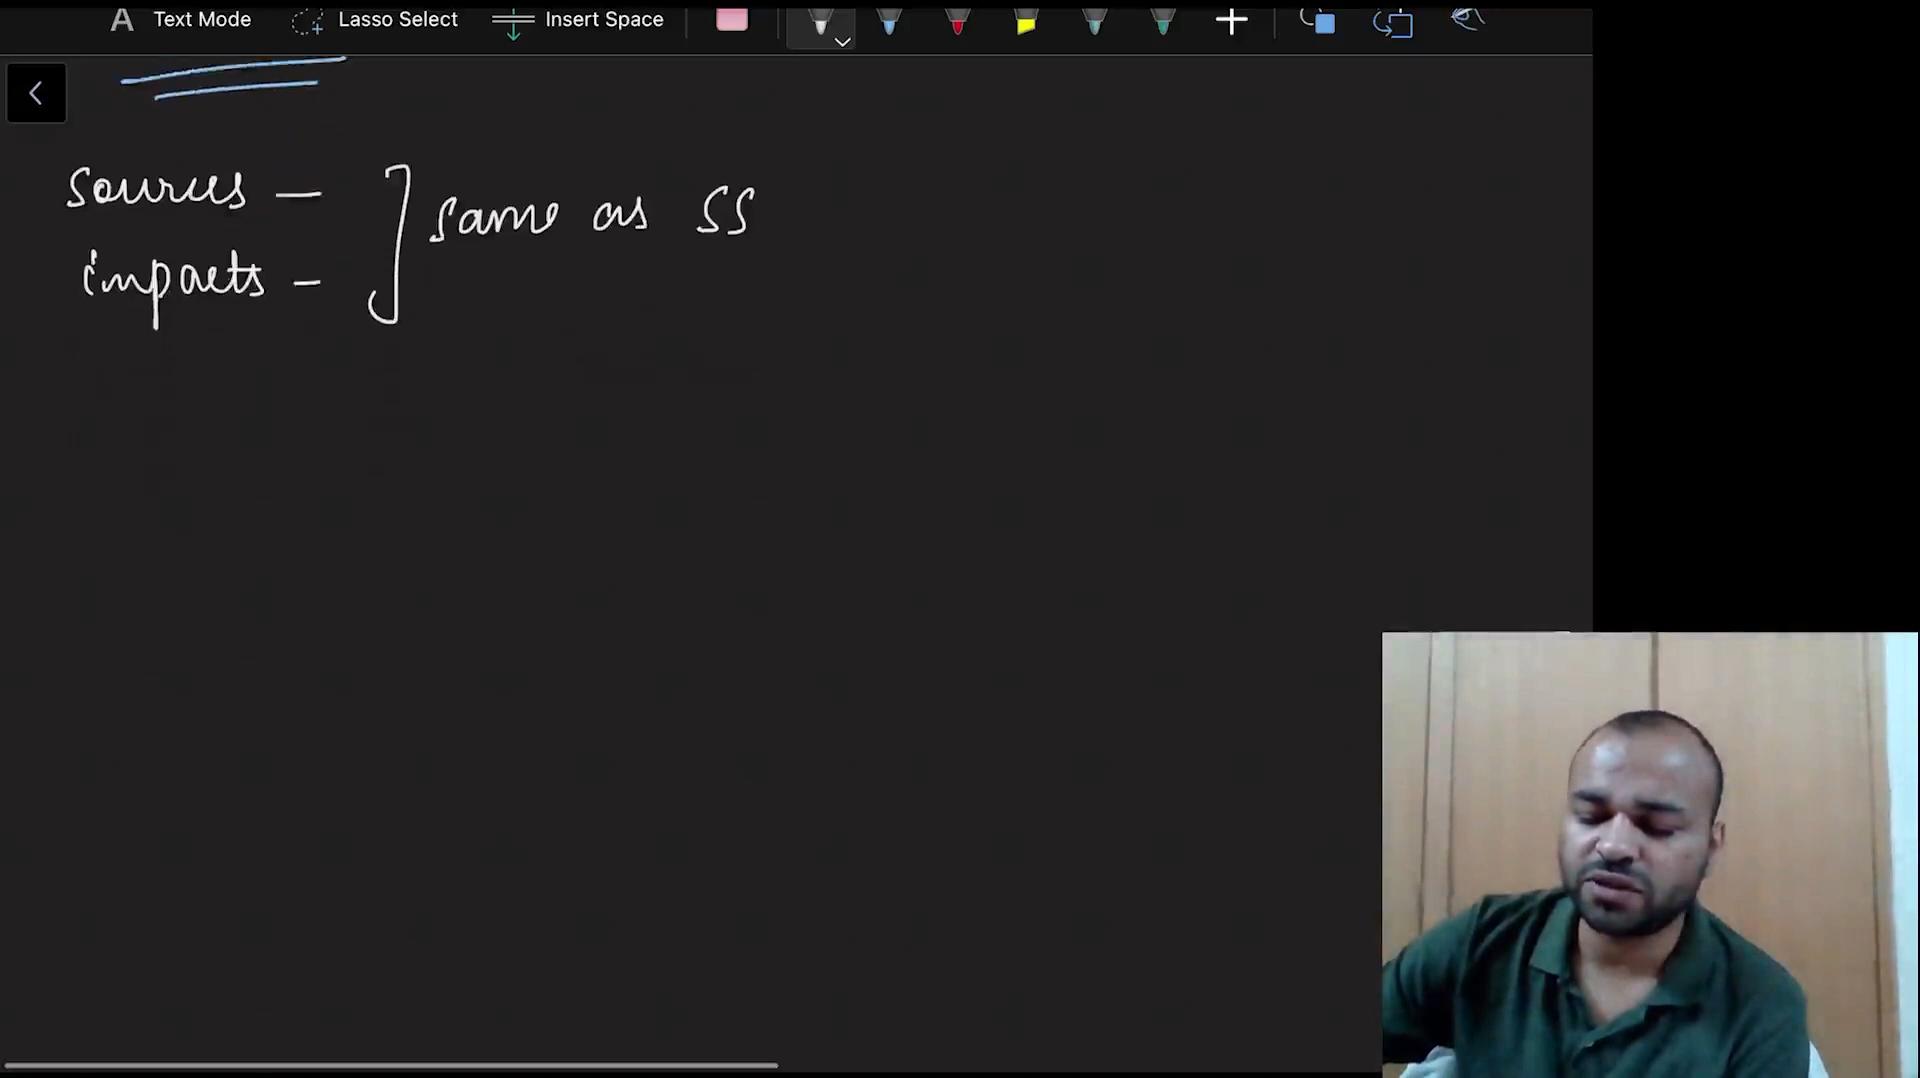 Text Mode Lasso Select Insert Space
sources —
impacts –
same as SS